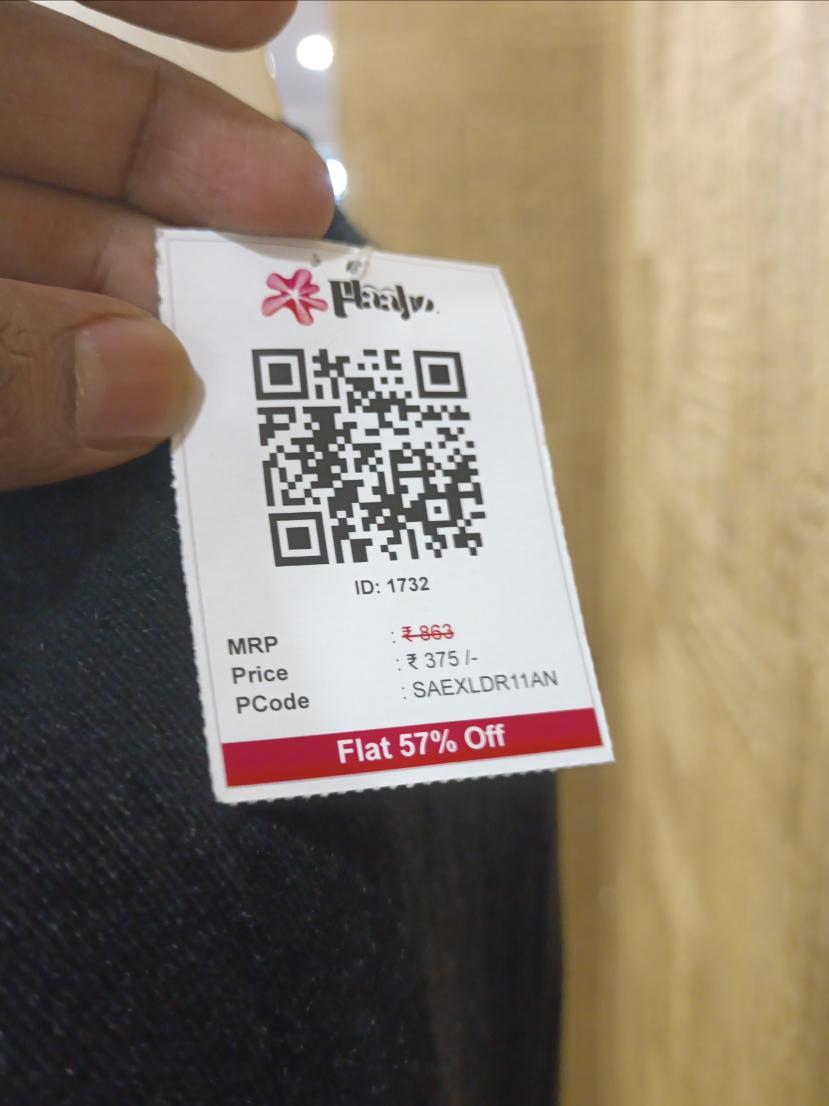 ID: 1732
MRP : ₹ 863
Price : ₹ 375 /-
PCode : SAEXLDR11AN
Flat 57% Off